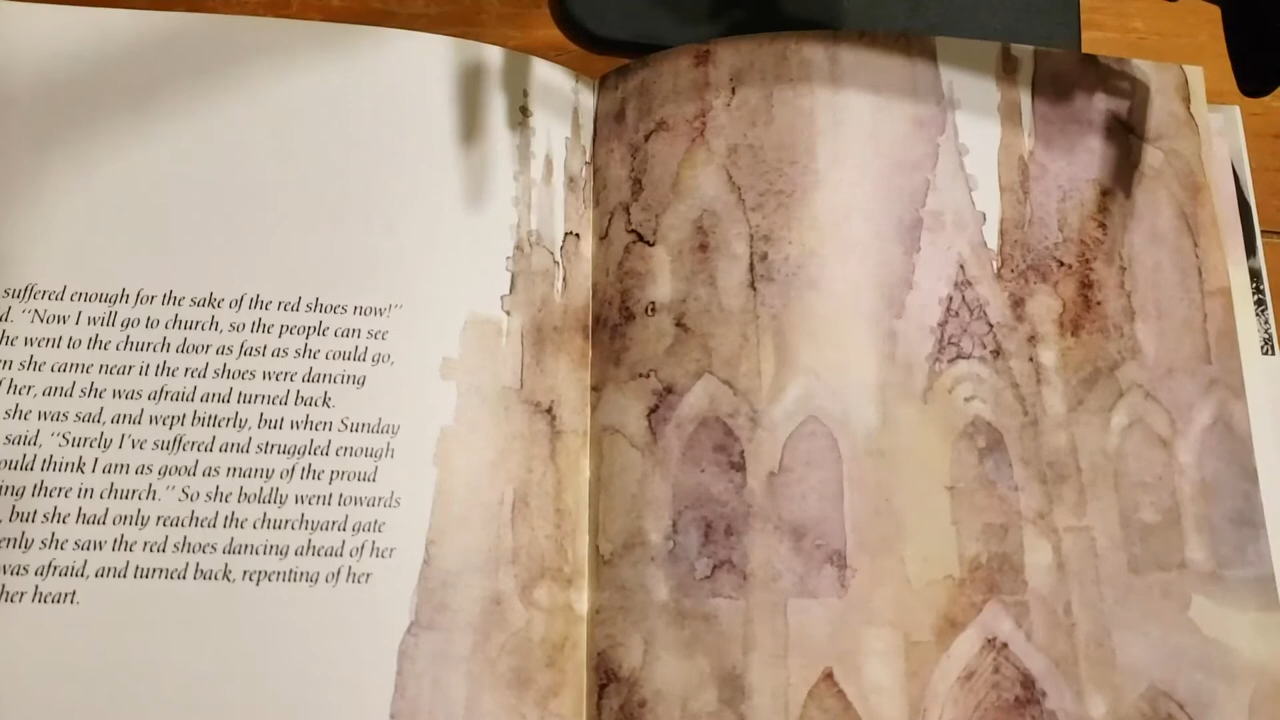 suffered enough for the sake of the red shoes now!"
d. "Now I will go to church, so the people can see
he went to the church door as fast as she could go,
n she came near it the red shoes were dancing
f her, and she was afraid and turned back.
she was sad, and wept bitterly, but when Sunday
said, "Surely I've suffered and struggled enough
ould think I am as good as many of the proud
ing there in church." So she boldly went towards
, but she had only reached the churchyard gate
enly she saw the red shoes dancing ahead of her
was afraid, and turned back, repenting of her
her heart.